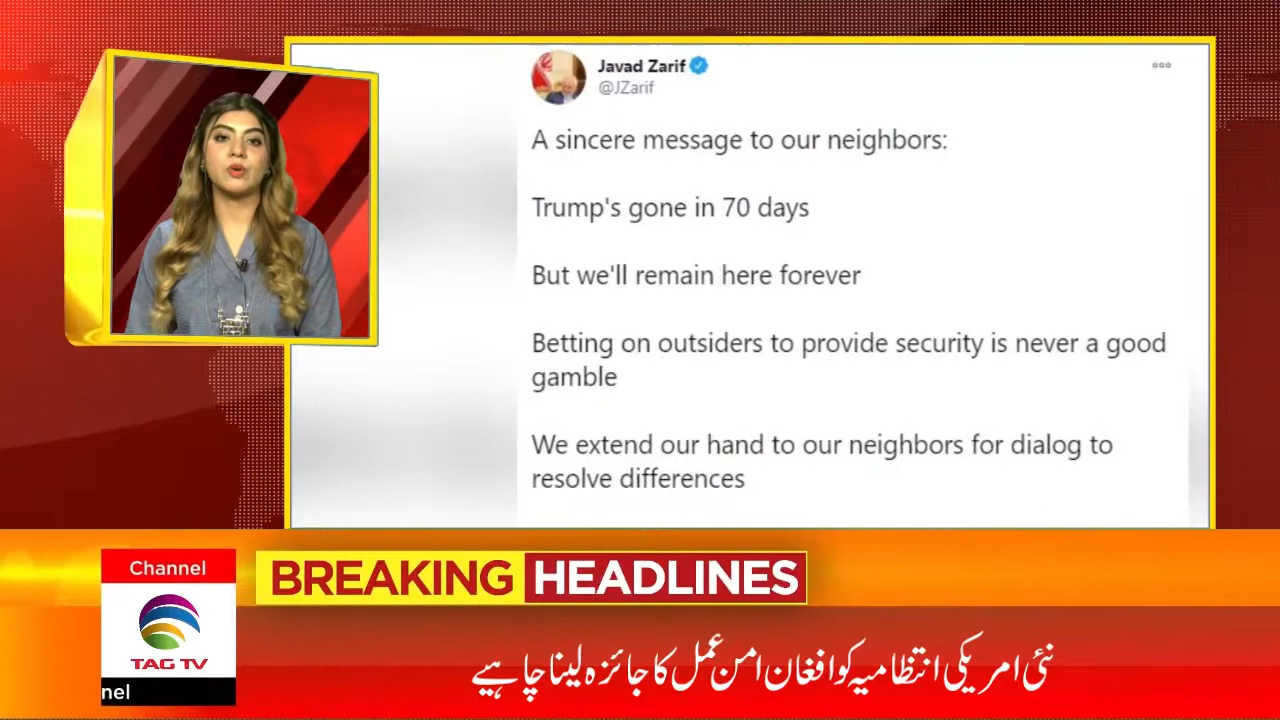 Javad Zarif
@JZarif
A sincere message to our neighbors:
Trump's gone in 70 days
But we'll remain here forever
Betting on outsiders to provide security is never a good
gamble
We extend our hand to our neighbors for dialog to
resolve differences
Channel
TAG TV
nel
BREAKING HEADLINES
نئی امریکی انتظامیہ کو افغان امن عمل کا جائزہ لینا چاہیے